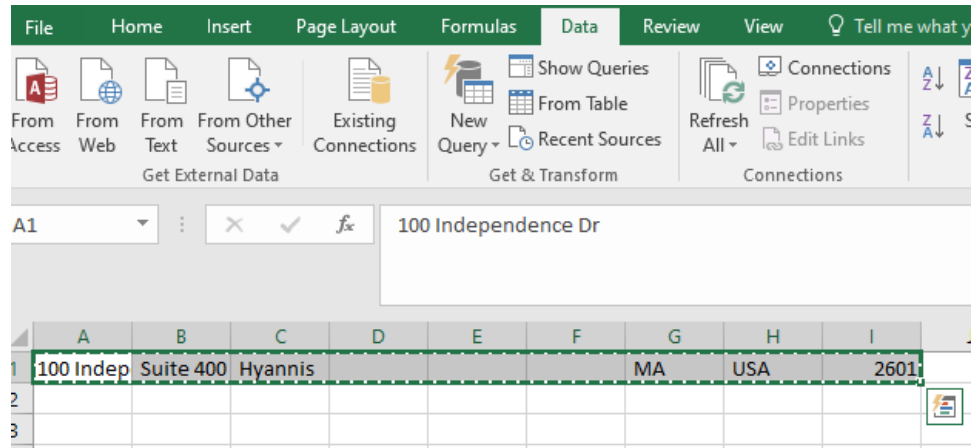 File Home Insert Page Layout Formulas Data Review View Tell me what y
Show Queries
From Table
Recent Sources
Connections
Properties
Edit Links
From Access
From Web
From Text
From Other Sources
Existing Connections
New Query
Refresh All
Get External Data Get & Transform Connections
A1 fx 100 Independence Dr
A B C D E F G H I
1 100 Indep Suite 400 Hyannis MA USA 2601
2
3